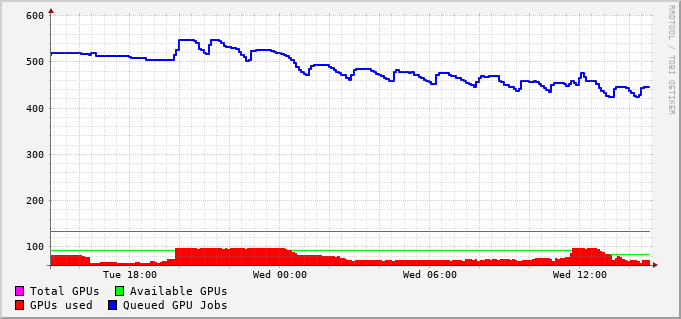 600
500
400
300
200
100
Tue 18:00 Wed 00:00 Wed 06:00 Wed 12:00
Total GPUs Available GPUs
GPUs used Queued GPU Jobs
RRDTOOL / TOBI OETIKER